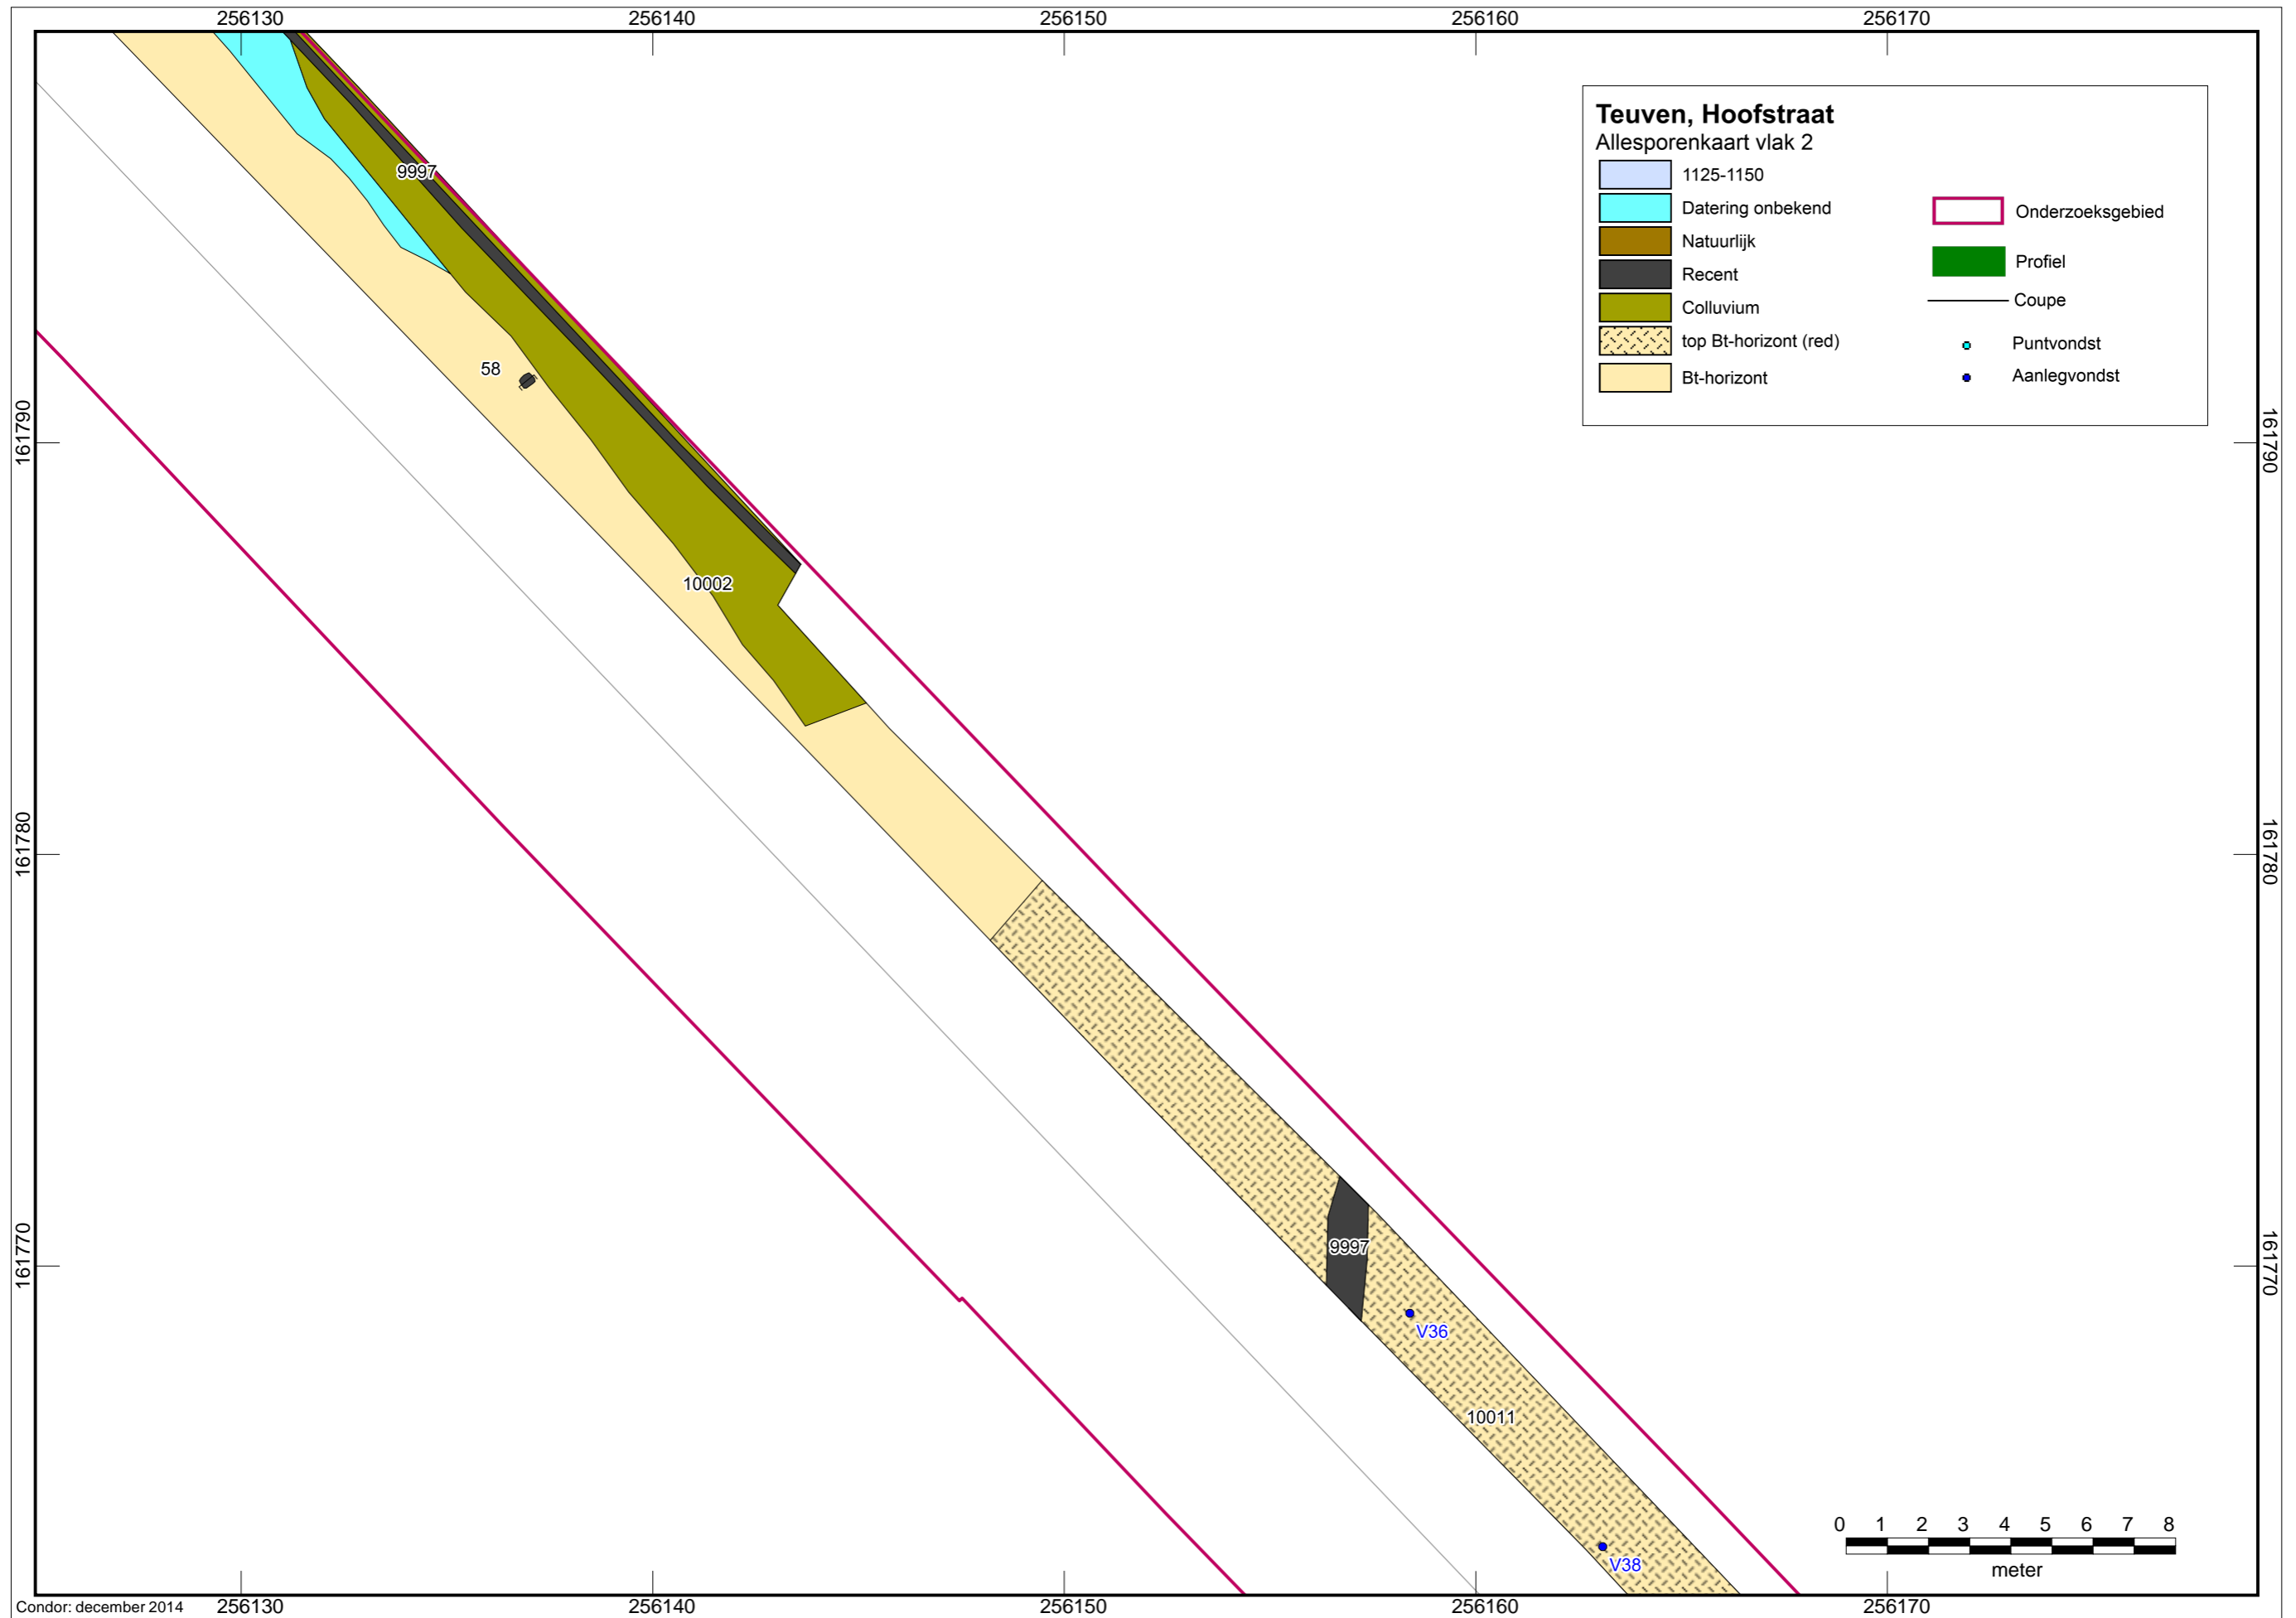 256130 256140 256150 256160 256170
Teuven, Hoofstraat
Allesporenkaart vlak 2
1125-1150
Datering onbekend
Natuurlijk
Recent
Colluvium
top Bt-horizont (red)
Bt-horizont
Onderzoeksgebied
Profiel
Coupe
Puntvondst
Aanlegvondst
9997
58
161790
161790
10002
161780
161780
9997
161770
161770
V36
10011
V38
0 1 2 3 4 5 6 7 8
meter
Condor: december 2014
256130 256140 256150 256160 256170